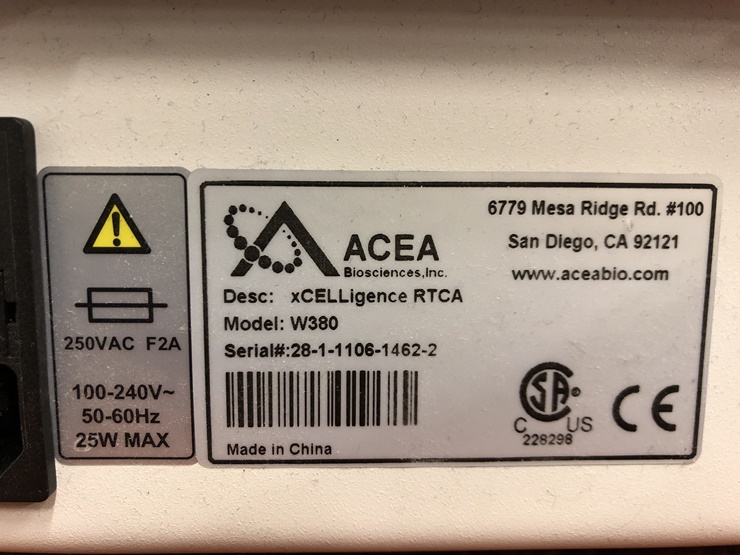 250VAC F2A
100-240V~
50-60Hz
25W MAX
ACEA
Biosciences,Inc.
6779 Mesa Ridge Rd. #100
San Diego, CA 92121
www.aceabio.com
Desc: xCELLigence RTCA
Model: W380
Serial#:28-1-1106-1462-2
Made in China
CSA®
C US
228298
CE